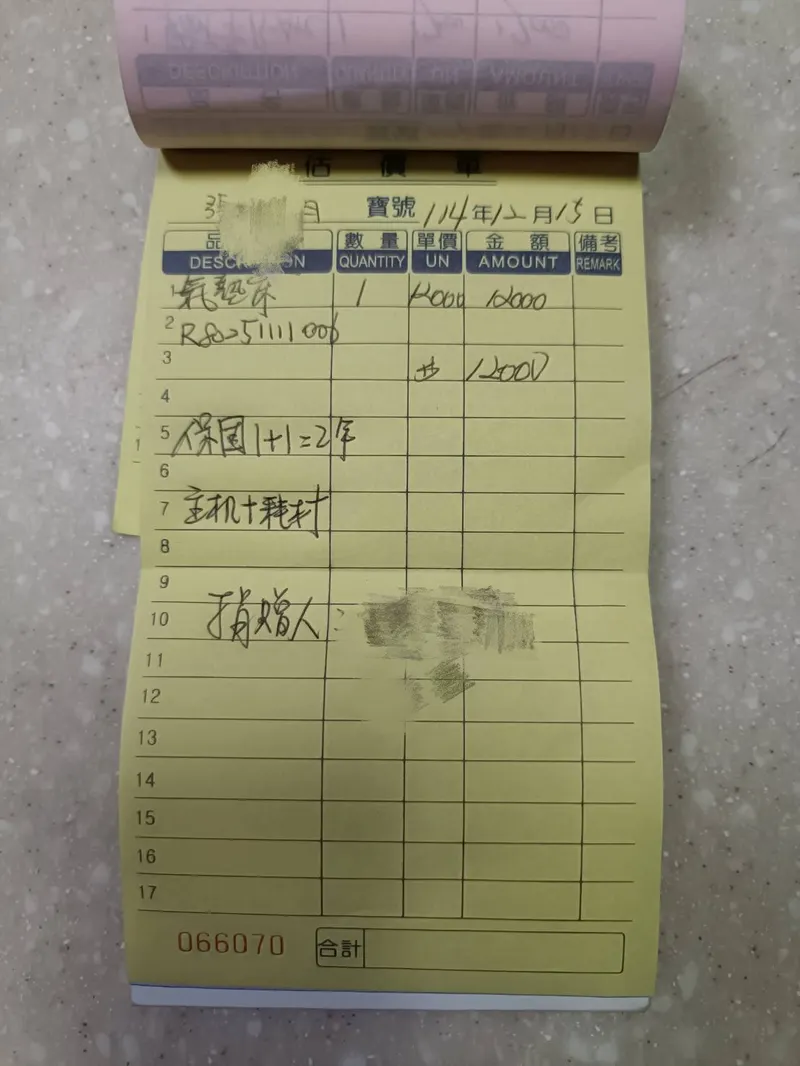 估價單
張 月 寶號 114年12月15日
品 數量 單價 金額 備考
DESCRIPTION QUANTITY UN AMOUNT REMARK
1 氣墊床 1 12000 12000
2 R80251111006
3 共 12000
4
5 保固1+1=2年
6
7 主机+耗材
8
9
10 捐贈人:
11
12
13
14
15
16
17
066070 合計